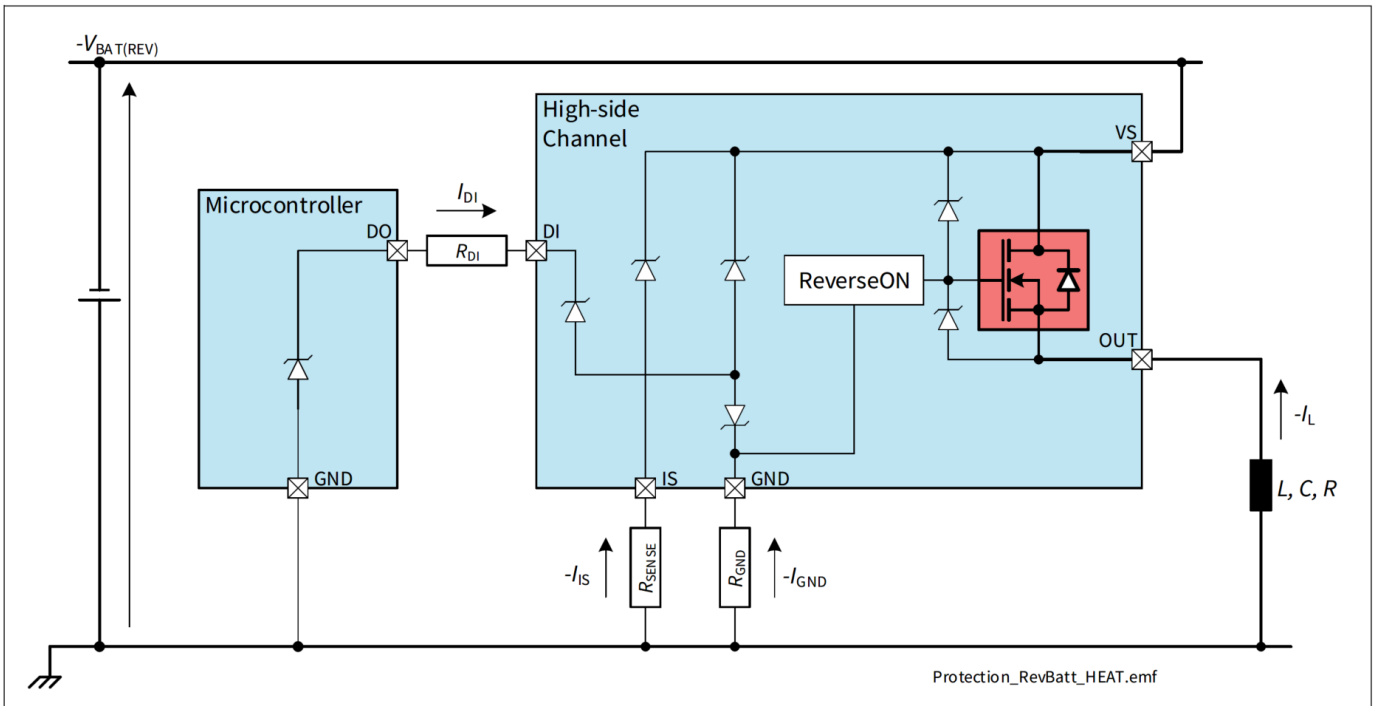 -VBAT(REV)
High-side
Channel
VS
Microcontroller
IDI
DO
RDI
DI
ReverseON
OUT
-IL
GND
IS
GND
L, C, R
-IIS
RSENSE
RGND
-IGND
Protection_RevBatt_HEAT.emf